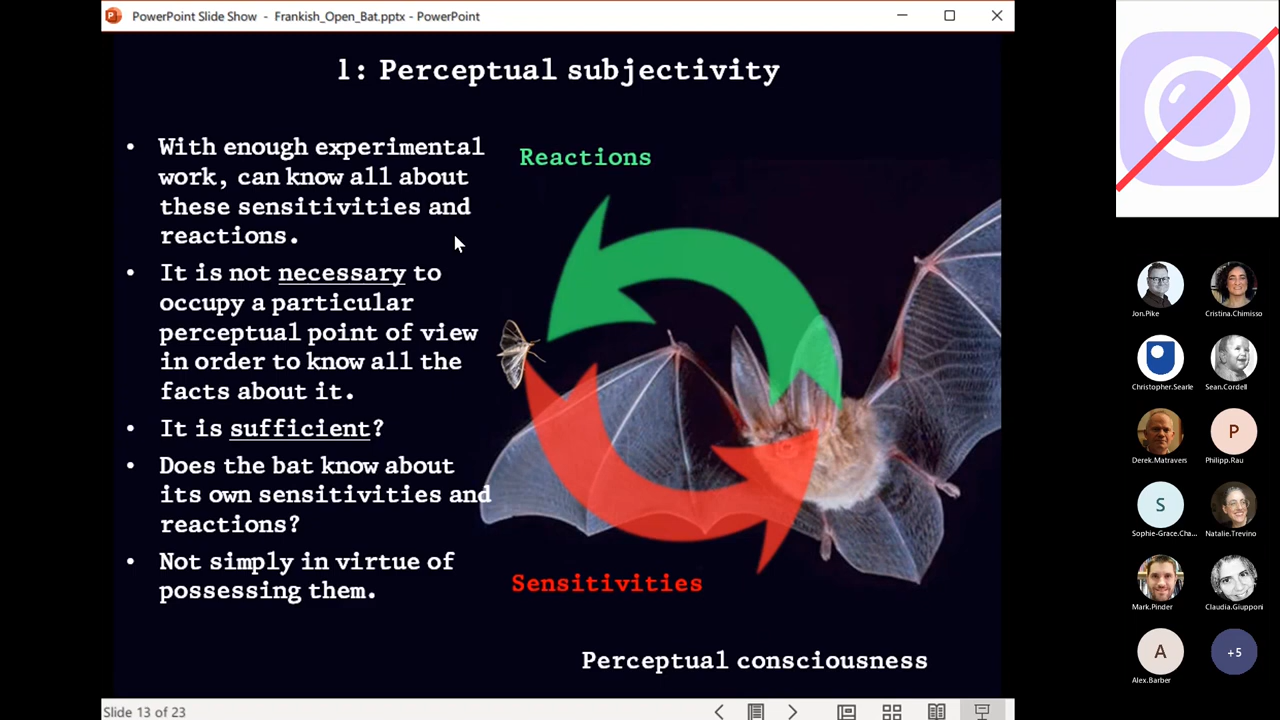 PowerPoint Slide Show - Frankish_Open_Bat.pptx - PowerPoint
1: Perceptual subjectivity
• With enough experimental
work, can know all about
these sensitivities and
reactions.
• It is not necessary to
occupy a particular
perceptual point of view
in order to know all the
facts about it.
• It is sufficient?
• Does the bat know about
its own sensitivities and
reactions?
• Not simply in virtue of
possessing them.
Reactions
Sensitivities
Perceptual consciousness
Slide 13 of 23
Jon.Pike
Cristina.Chimisso
Christopher.Searle
Sean.Cordell
Derek.Matravers
P
Philipp.Rau
S
Sophie-Grace.Cha...
Natalie.Trevino
Mark.Pinder
Claudia.Giupponi
A
Alex.Barber
+5